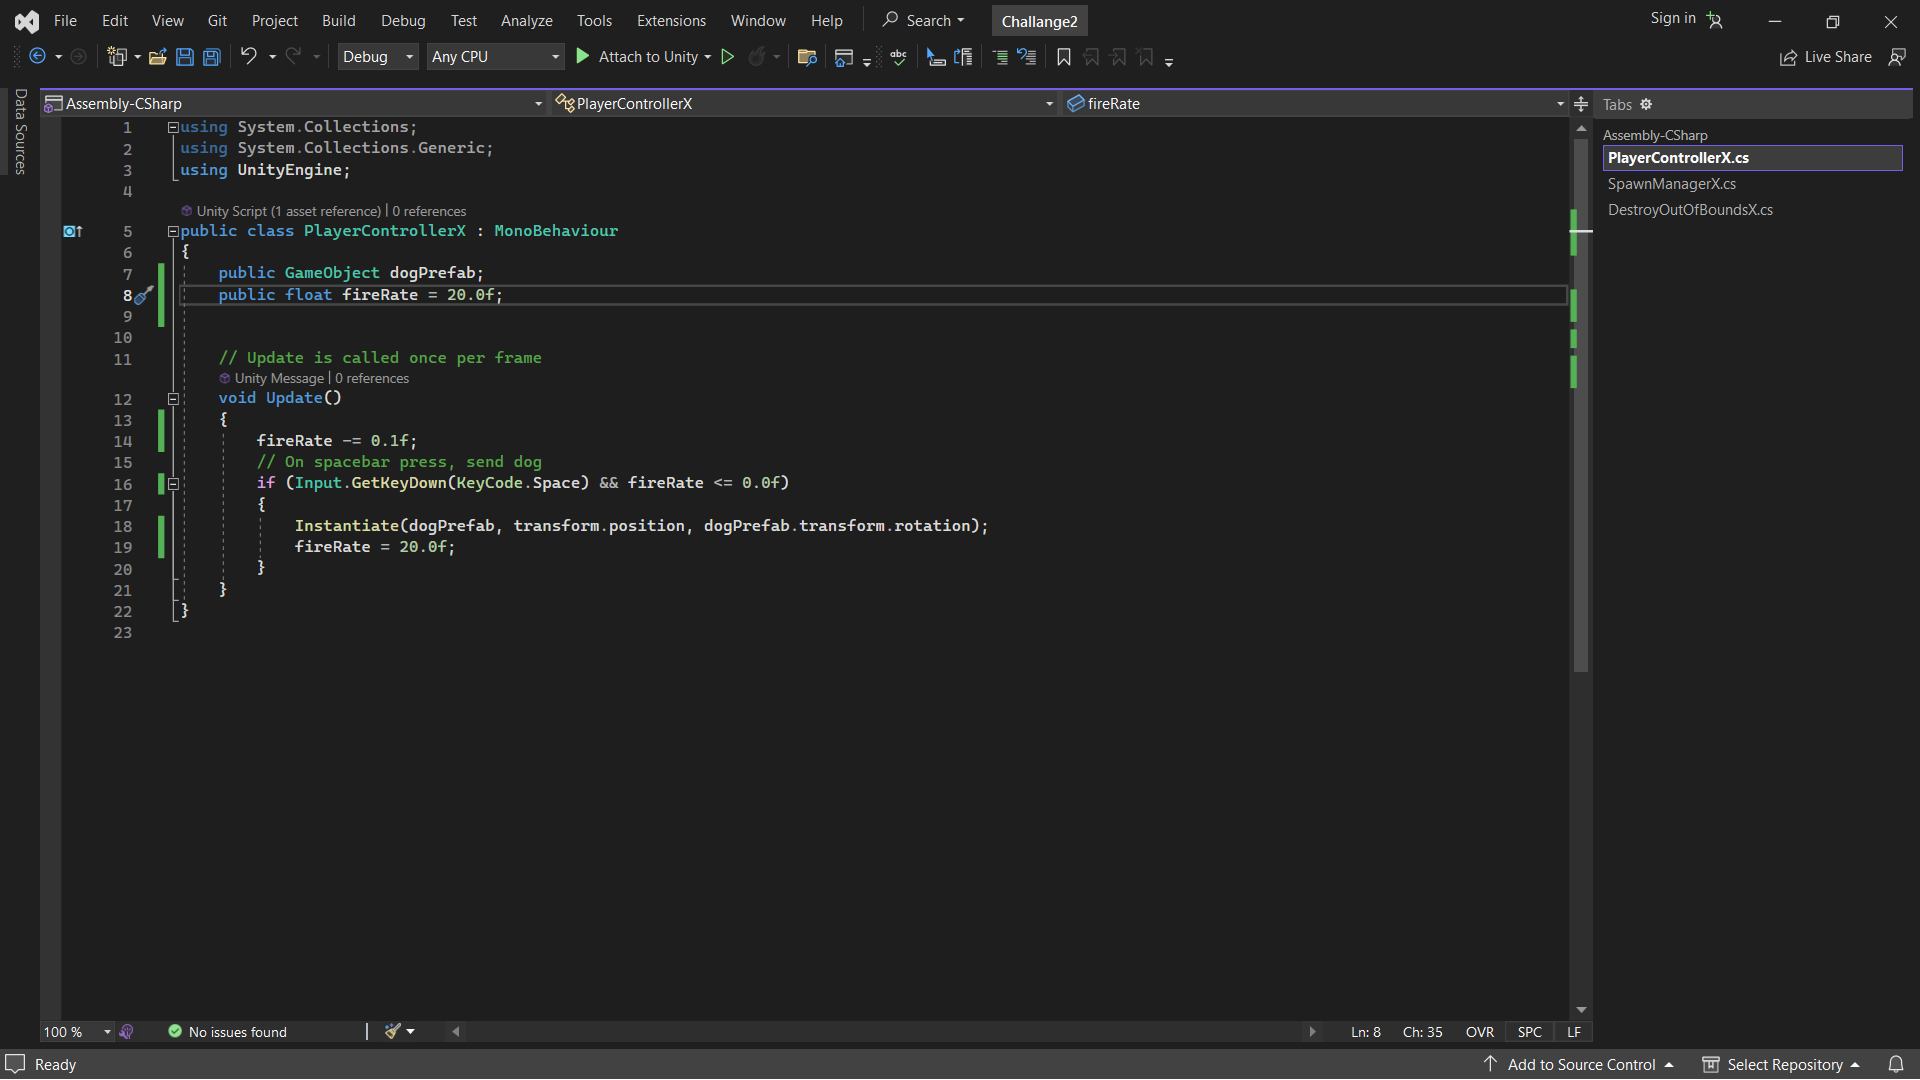 File Edit View Git Project Build Debug Test Analyze Tools Extensions Window Help Search Challange2 Sign in
Debug Any CPU Attach to Unity abc Live Share
Data Sources
Assembly-CSharp PlayerControllerX fireRate
Tabs
Assembly-CSharp
PlayerControllerX.cs
SpawnManagerX.cs
DestroyOutOfBoundsX.cs
1 using System.Collections;
2 using System.Collections.Generic;
3 using UnityEngine;
4
Unity Script (1 asset reference) | 0 references
5 public class PlayerControllerX : MonoBehaviour
6 {
7 public GameObject dogPrefab;
8 public float fireRate = 20.0f;
9
10
11 // Update is called once per frame
Unity Message | 0 references
12 void Update()
13 {
14 fireRate -= 0.1f;
15 // On spacebar press, send dog
16 if (Input.GetKeyDown(KeyCode.Space) && fireRate <= 0.0f)
17 {
18 Instantiate(dogPrefab, transform.position, dogPrefab.transform.rotation);
19 fireRate = 20.0f;
20 }
21 }
22 }
23
100 % No issues found Ln: 8 Ch: 35 OVR SPC LF
Ready Add to Source Control Select Repository